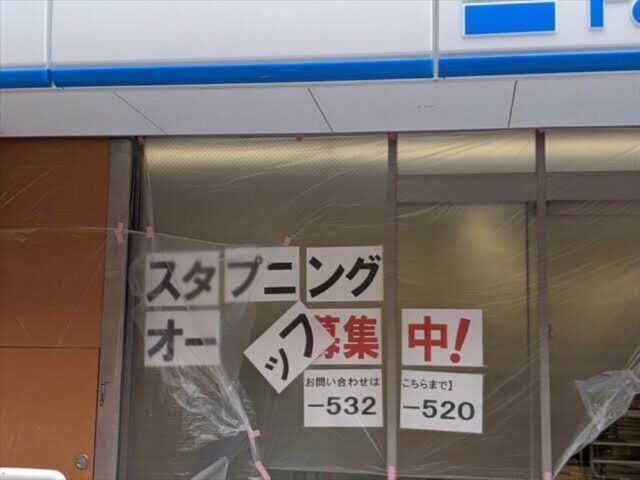 スタプニング
オーッフ募集中!
お問い合わせは こちらまで】
-532 -520